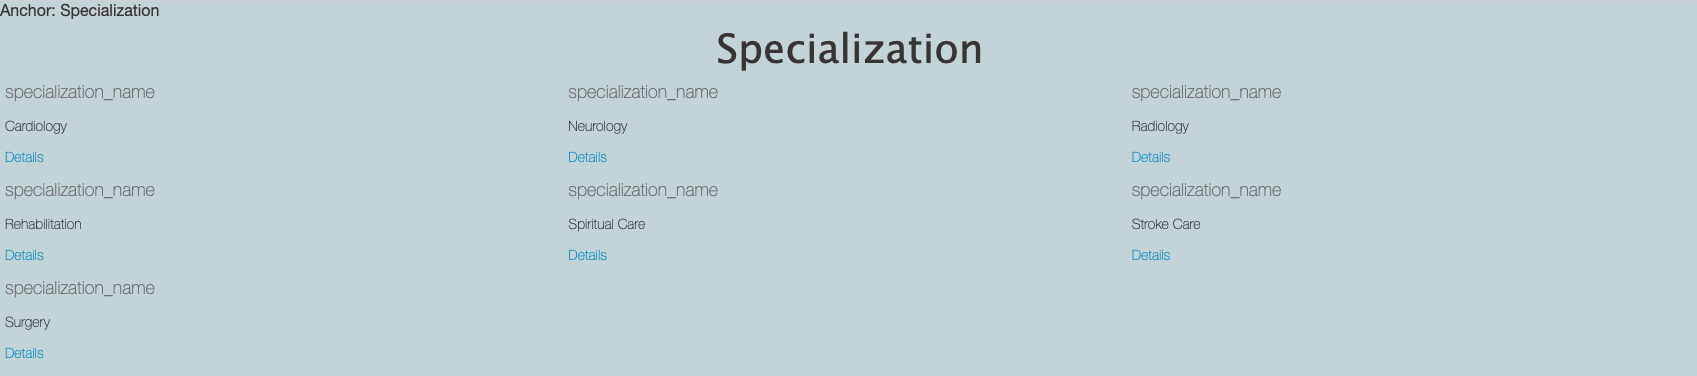 Anchor: Specialization
Specialization
specialization_name specialization_name specialization_name
Cardiology Neurology Radiology
Details Details Details
specialization_name specialization_name specialization_name
Rehabilitation Spiritual Care Stroke Care
Details Details Details
specialization_name
Surgery
Details